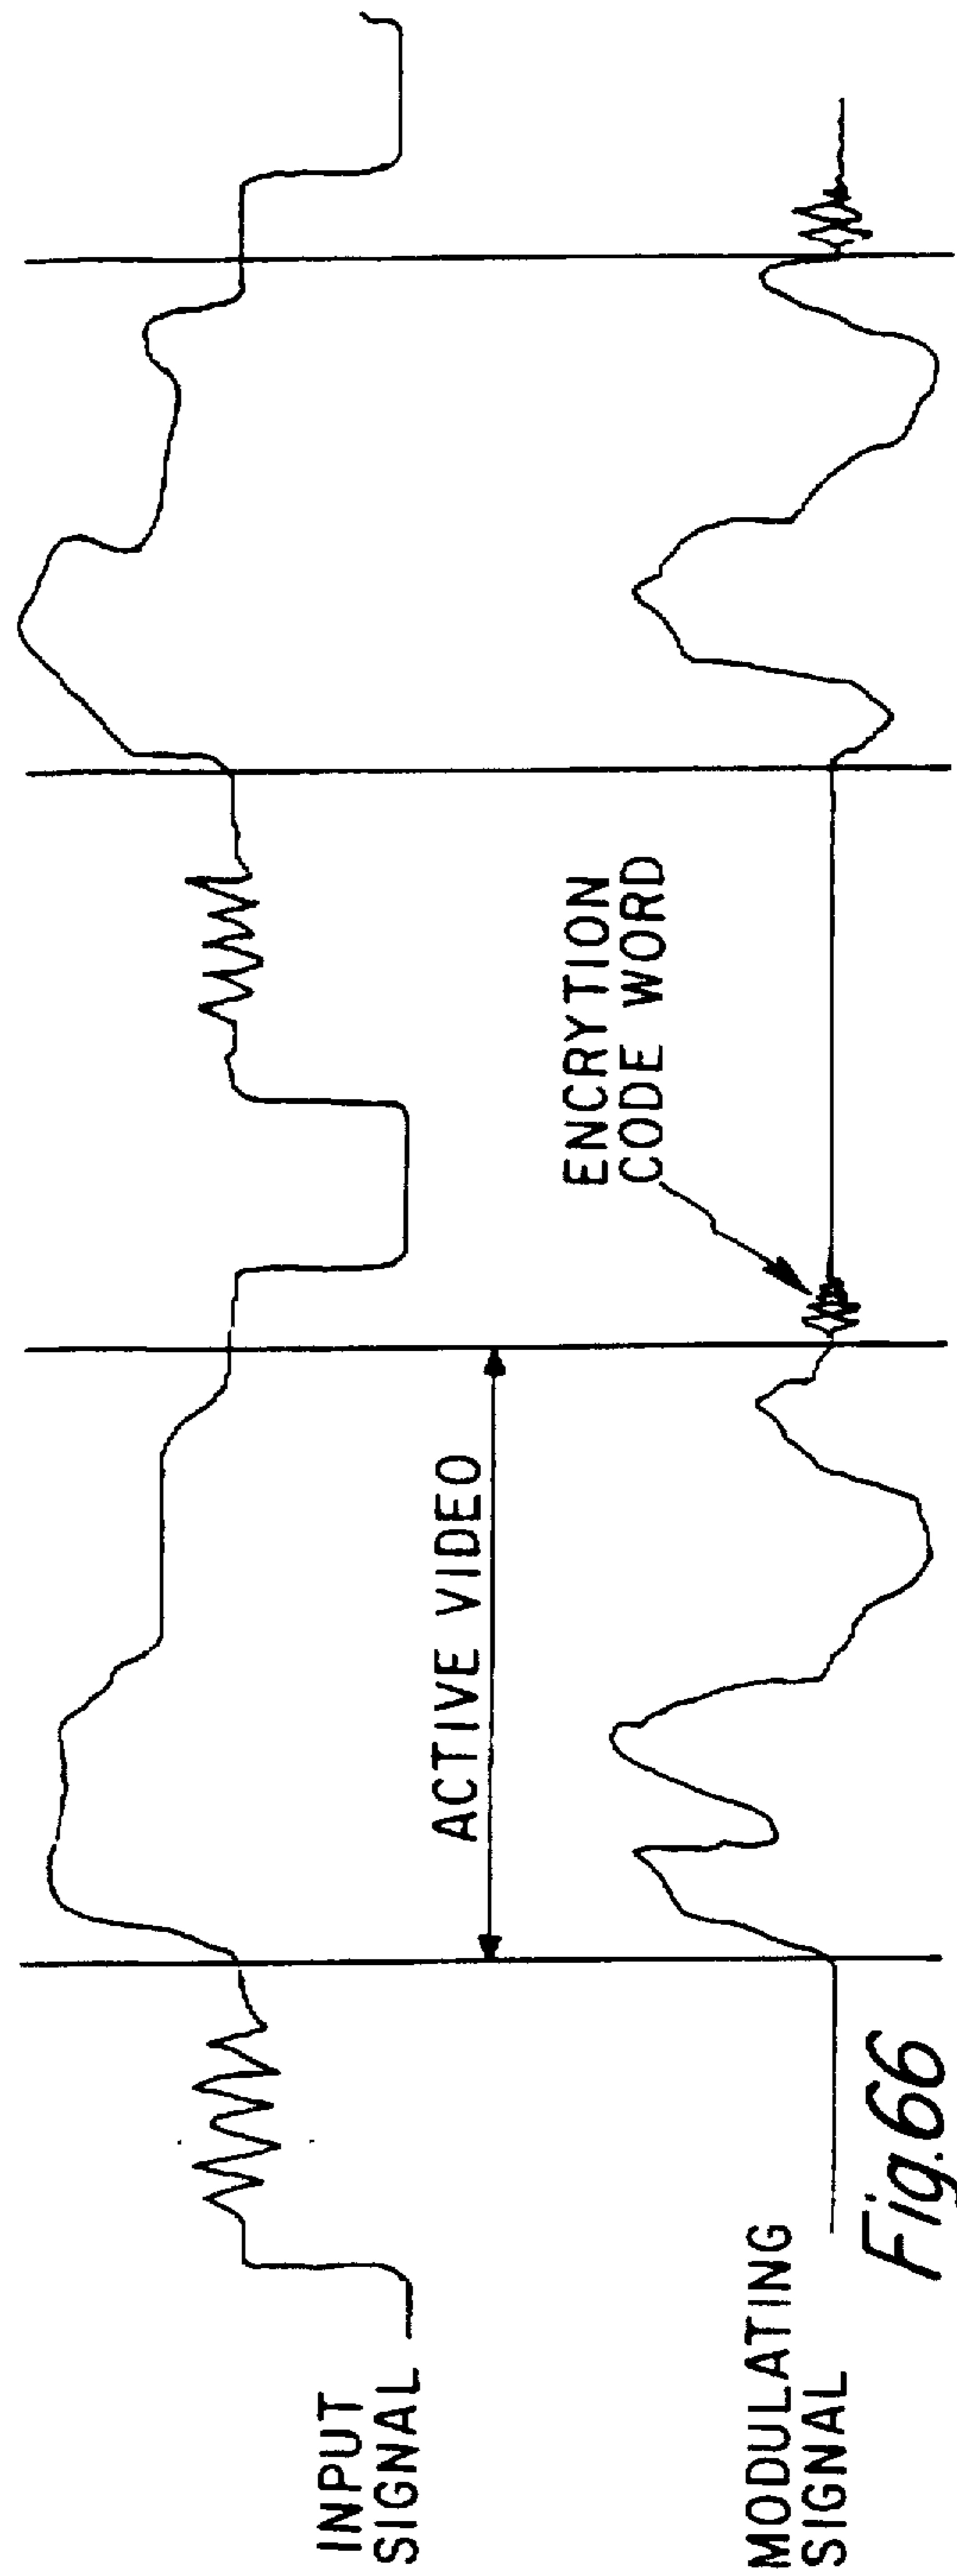 INPUT
SIGNAL
ACTIVE VIDEO
ENCRYTION
CODE WORD
MODULATING
SIGNAL
Fig.66